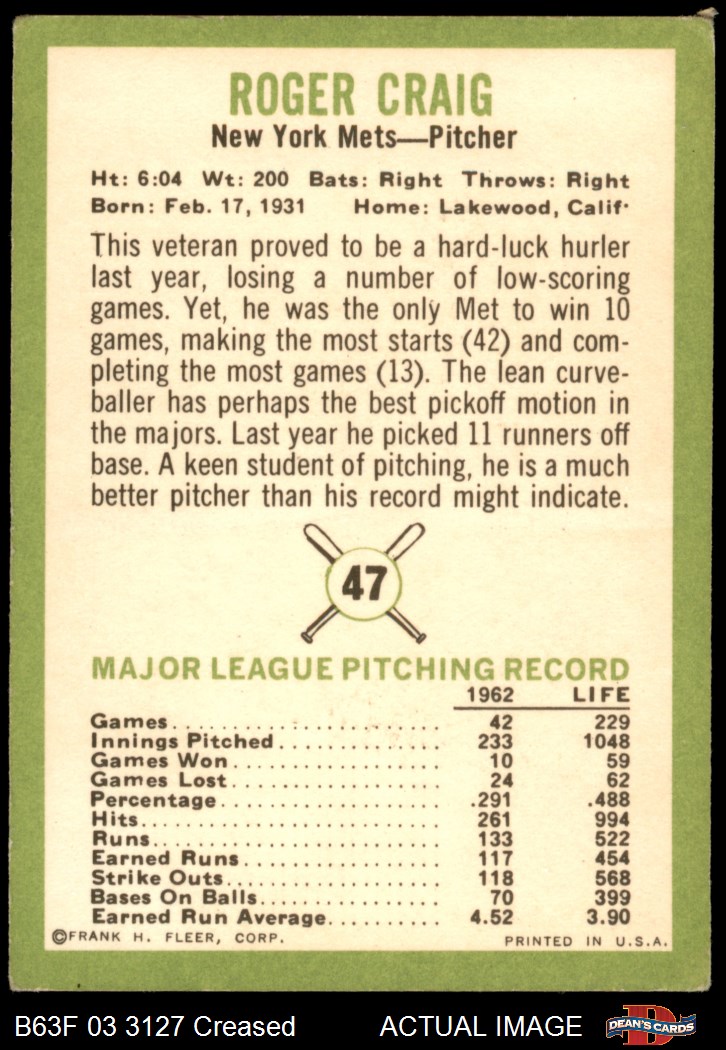 ROGER CRAIG
New York Mets—Pitcher
Ht: 6:04 Wt: 200 Bats: Right Throws: Right
Born: Feb. 17, 1931 Home: Lakewood, Calif.
This veteran proved to be a hard-luck hurler
last year, losing a number of low-scoring
games. Yet, he was the only Met to win 10
games, making the most starts (42) and com-
pleting the most games (13). The lean curve-
baller has perhaps the best pickoff motion in
the majors. Last year he picked 11 runners off
base. A keen student of pitching, he is a much
better pitcher than his record might indicate.
47
MAJOR LEAGUE PITCHING RECORD
1962 LIFE
Games........................ 42 229
Innings Pitched.............. 233 1048
Games Won.................... 10 59
Games Lost................... 24 62
Percentage................... .291 .488
Hits......................... 261 994
Runs......................... 133 522
Earned Runs.................. 117 454
Strike Outs.................. 118 568
Bases On Balls............... 70 399
Earned Run Average.......... 4.52 3.90
©FRANK H. FLEER, CORP. PRINTED IN U.S.A.
B63F 03 3127 Creased ACTUAL IMAGE D DEAN'S CARDS